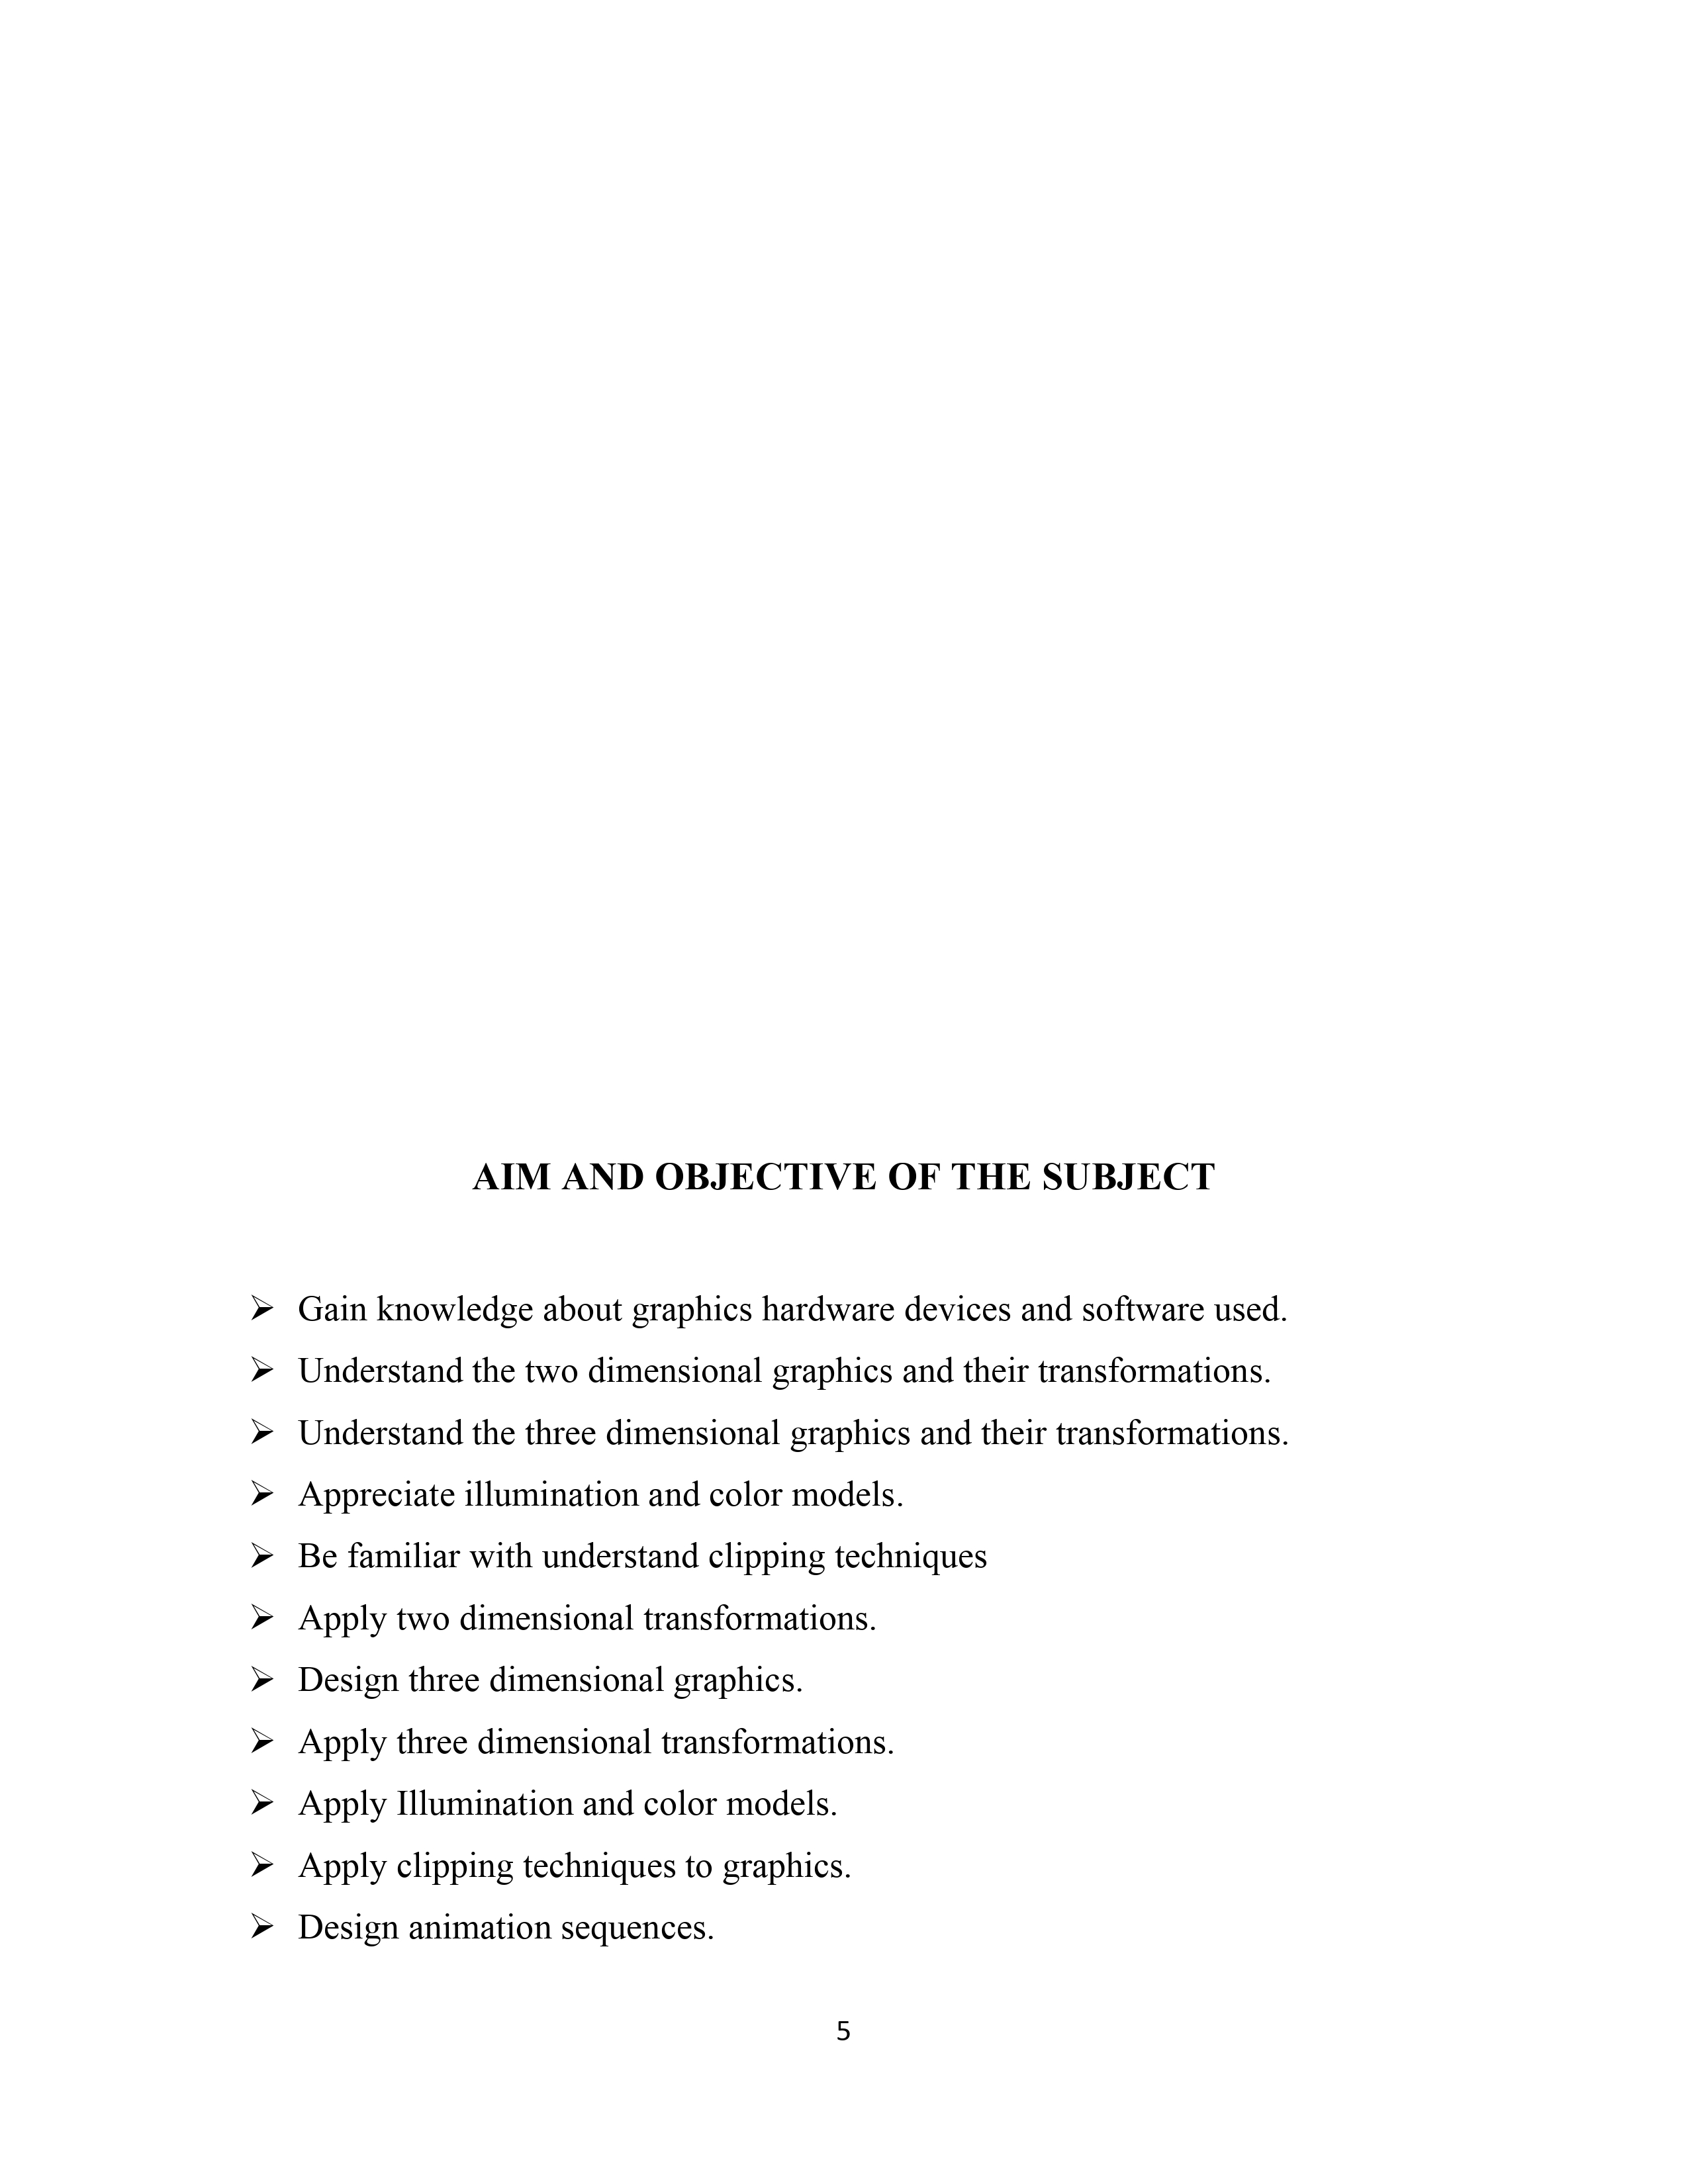 AIM AND OBJECTIVE OF THE SUBJECT
➢ Gain knowledge about graphics hardware devices and software used.
➢ Understand the two dimensional graphics and their transformations.
➢ Understand the three dimensional graphics and their transformations.
➢ Appreciate illumination and color models.
➢ Be familiar with understand clipping techniques
➢ Apply two dimensional transformations.
➢ Design three dimensional graphics.
➢ Apply three dimensional transformations.
➢ Apply Illumination and color models.
➢ Apply clipping techniques to graphics.
➢ Design animation sequences.
5